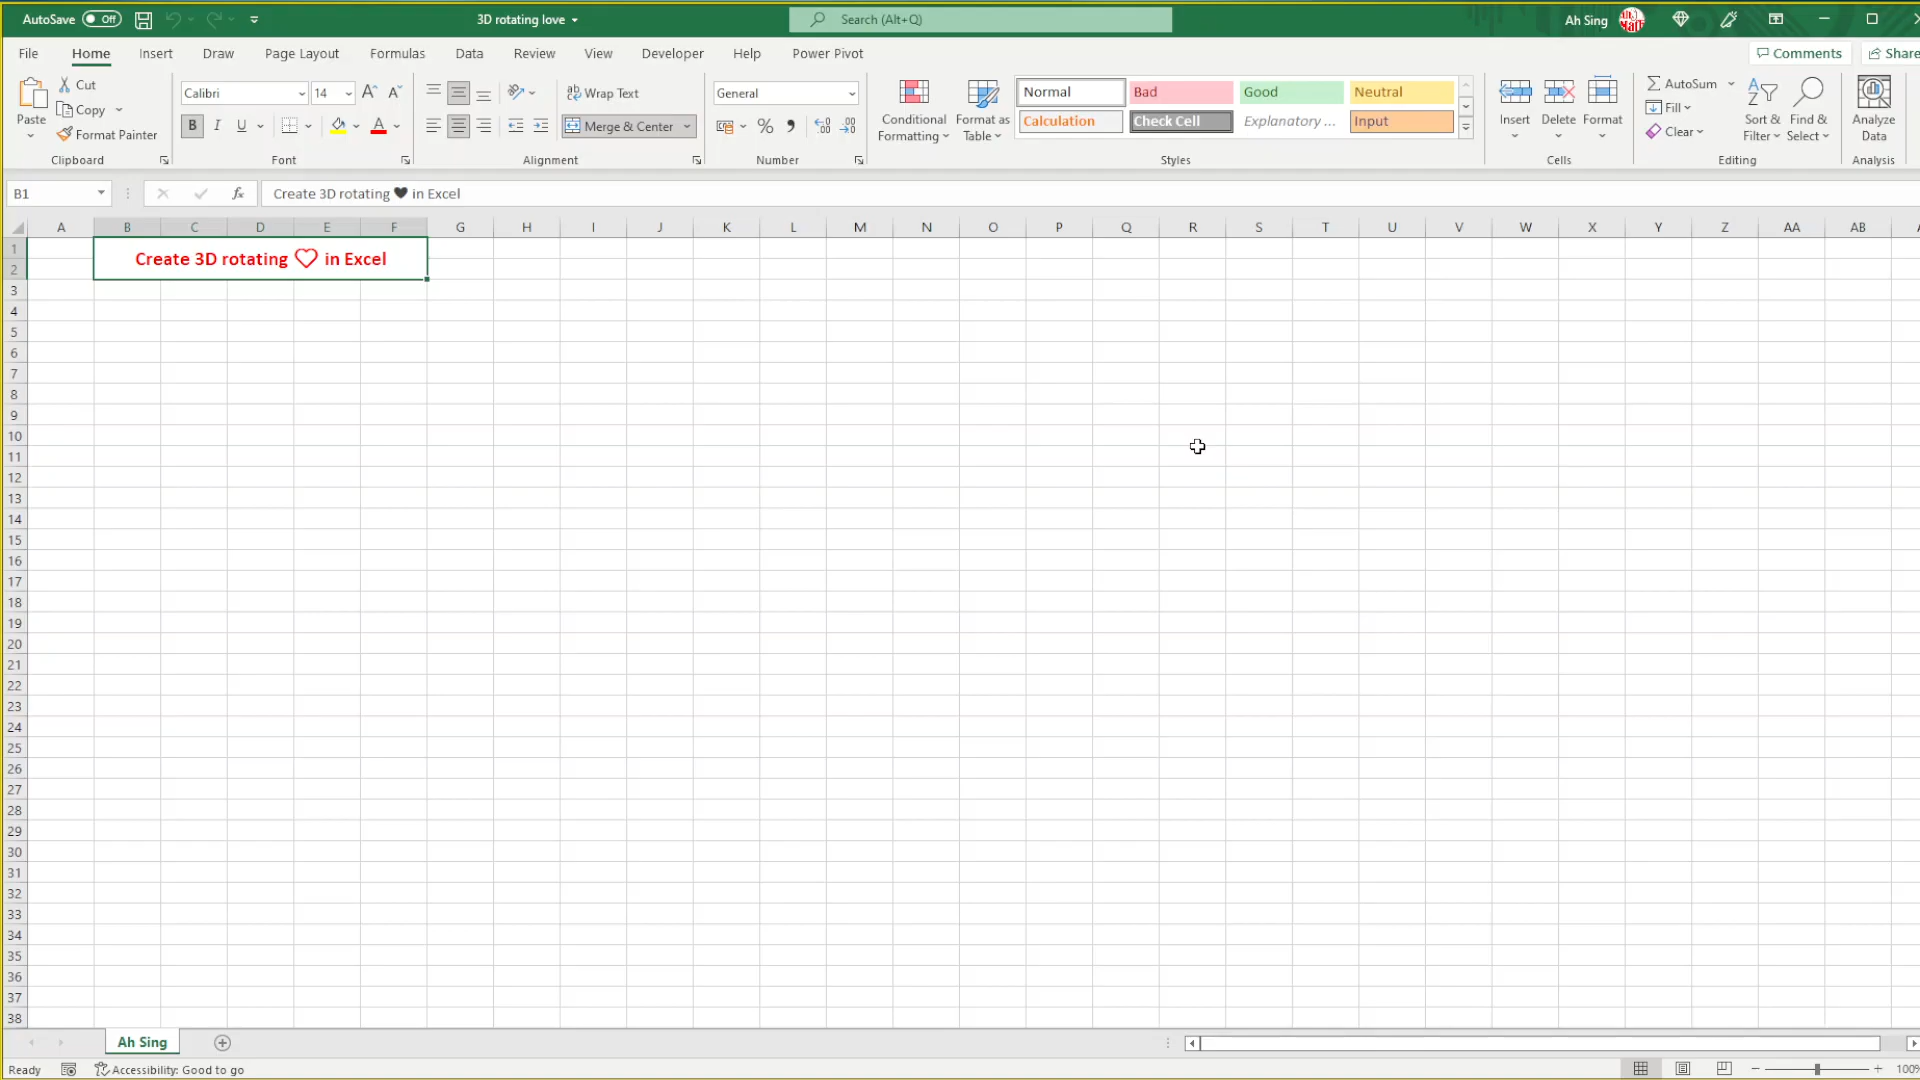 AutoSave Off 3D rotating love Search (Alt+Q) Ah Sing
File Home Insert Draw Page Layout Formulas Data Review View Developer Help Power Pivot Comments Share
Cut
Copy
Format Painter
Paste
Clipboard
Calibri 14 A A
B I U A
Font
ab Wrap Text
Merge & Center
Alignment
General
% , .00
Number
Conditional Formatting
Format as Table
Normal Bad Good Neutral
Calculation Check Cell Explanatory ... Input
Styles
Insert Delete Format
Cells
AutoSum
Fill
Clear
Sort & Filter
Find & Select
Editing
Analyze Data
Analysis
B1 fx Create 3D rotating ♥ in Excel
A B C D E F G H I J K L M N O P Q R S T U V W X Y Z AA AB
1 Create 3D rotating ♡ in Excel
2
3
4
5
6
7
8
9
10
11
12
13
14
15
16
17
18
19
20
21
22
23
24
25
26
27
28
29
30
31
32
33
34
35
36
37
38
Ah Sing
Ready Accessibility: Good to go 100%